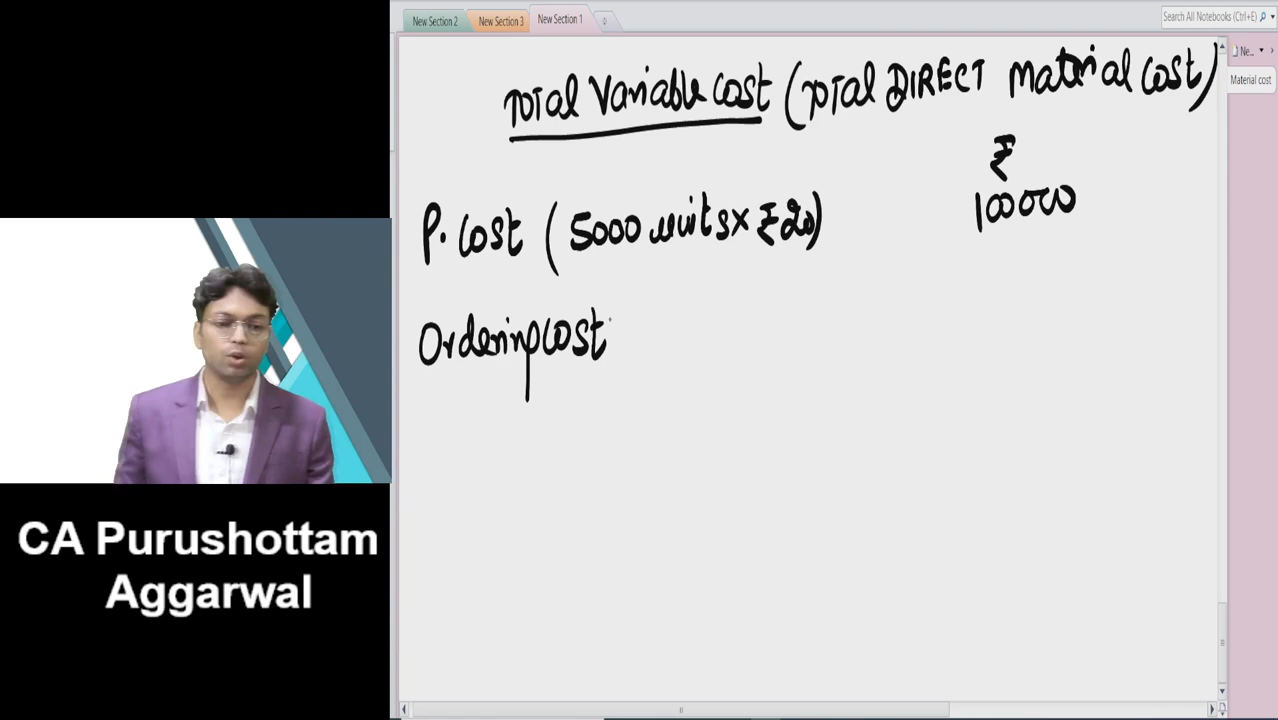 New Section 2
New Section 3
New Section 1
Search All Notebooks (Ctrl+E)
Ne...
Material cost
Total Variable Cost (Total DIRECT Material Cost)
₹
P. Cost (5000 units x ₹20) 100000
Ordering cost
CA Purushottam
Aggarwal